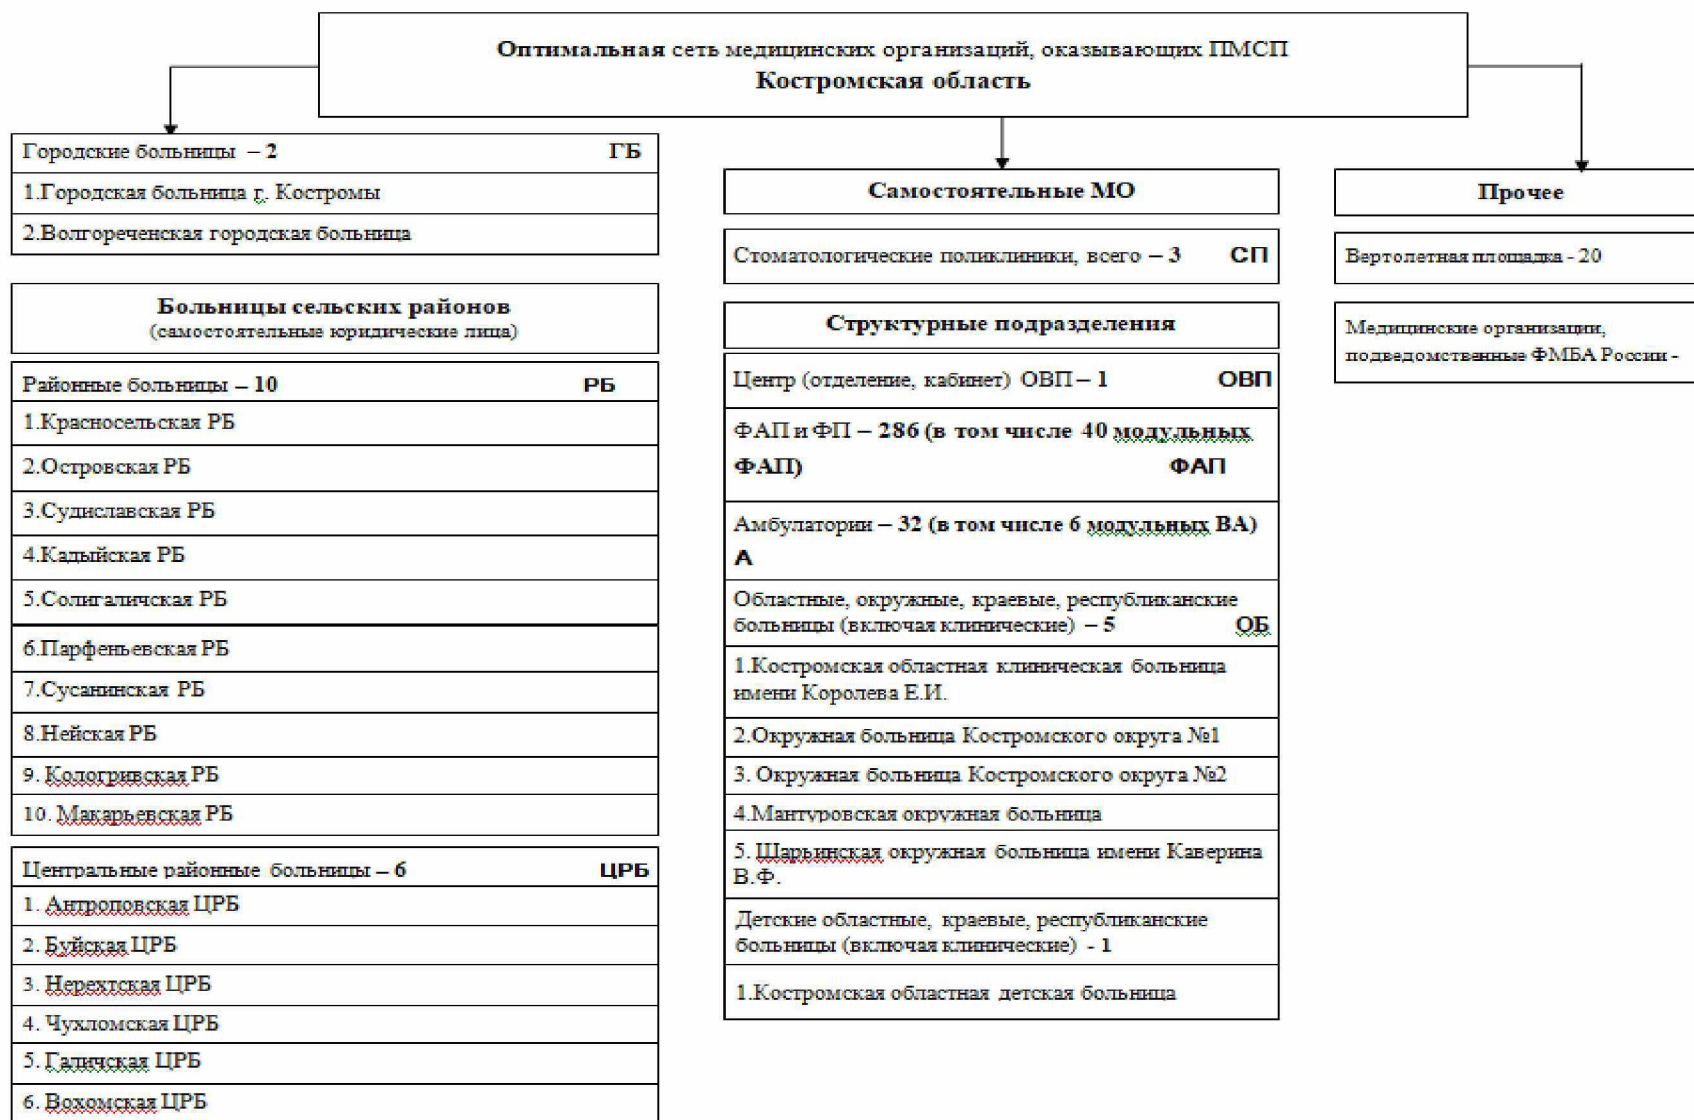 Оптимальная сеть медицинских организаций, оказывающих ПМСП
Костромская область
Городские больницы – 2 ГБ
1.Городская больница г. Костромы
2.Волгореченская городская больница
Больницы сельских районов
(самостоятельные юридические лица)
Районные больницы – 10 РБ
1.Красносельская РБ
2.Островская РБ
3.Судиславская РБ
4.Кадыйская РБ
5.Солигаличская РБ
6.Парфеньевская РБ
7.Сусанинская РБ
8.Нейская РБ
9. Кологривская РБ
10. Макарьевская РБ
Центральные районные больницы – 6 ЦРБ
1. Антроповская ЦРБ
2. Буйская ЦРБ
3. Нерехтская ЦРБ
4. Чухломская ЦРБ
5. Галичская ЦРБ
6. Вохомская ЦРБ
Самостоятельные МО
Стоматологические поликлиники, всего – 3 СП
Структурные подразделения
Центр (отделение, кабинет) ОВП – 1 ОВП
ФАП и ФП – 286 (в том числе 40 модульных
ФАП) ФАП
Амбулатории – 32 (в том числе 6 модульных ВА)
А
Областные, окружные, краевые, республиканские
больницы (включая клинические) – 5 ОБ
1.Костромская областная клиническая больница
имени Королева Е.И.
2.Окружная больница Костромского округа №1
3. Окружная больница Костромского округа №2
4.Мантуровская окружная больница
5. Шарьинская окружная больница имени Каверина
В.Ф.
Детские областные, краевые, республиканские
больницы (включая клинические) - 1
1.Костромская областная детская больница
Прочее
Вертолетная площадка - 20
Медицинские организации,
подведомственные ФМБА России -